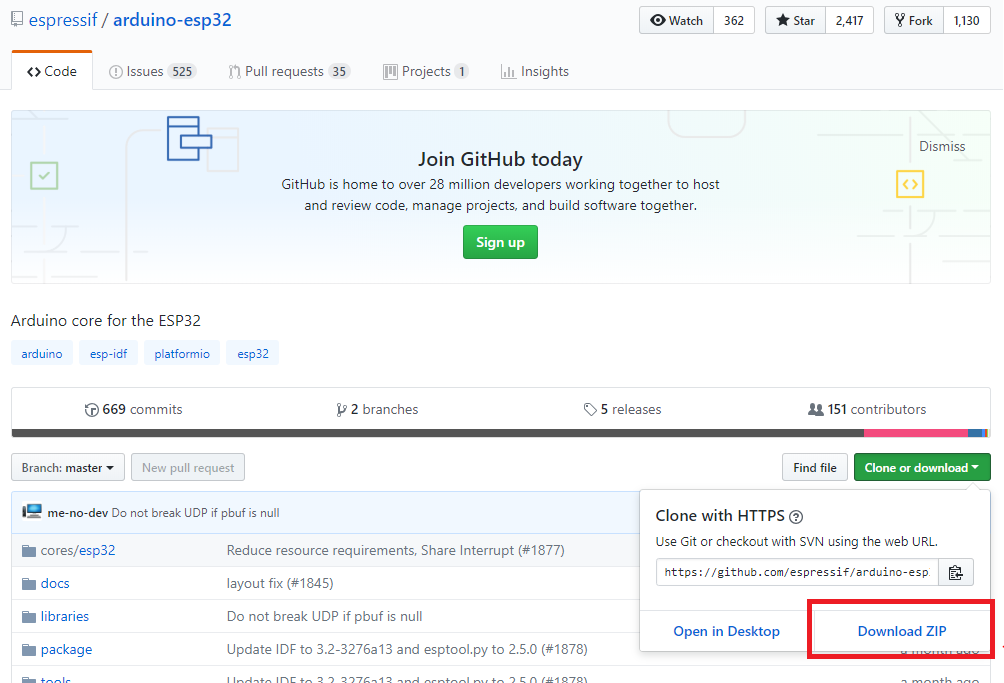 espressif / arduino-esp32
Watch 362 Star 2,417 Fork 1,130
Code Issues 525 Pull requests 35 Projects 1 Insights
Join GitHub today
Dismiss
GitHub is home to over 28 million developers working together to host
and review code, manage projects, and build software together.
Sign up
Arduino core for the ESP32
arduino esp-idf platformio esp32
669 commits 2 branches 5 releases 151 contributors
Branch: master New pull request Find file Clone or download
me-no-dev Do not break UDP if pbuf is null
cores/esp32 Reduce resource requirements, Share Interrupt (#1877)
docs layout fix (#1845)
libraries Do not break UDP if pbuf is null
package Update IDF to 3.2-3276a13 and esptool.py to 2.5.0 (#1878)
tools Update IDF to 3.2-3276a13 and esptool.py to 2.5.0 (#1878)
Clone with HTTPS
Use Git or checkout with SVN using the web URL.
https://github.com/espressif/arduino-esp
Open in Desktop Download ZIP
a month ago
a month ago